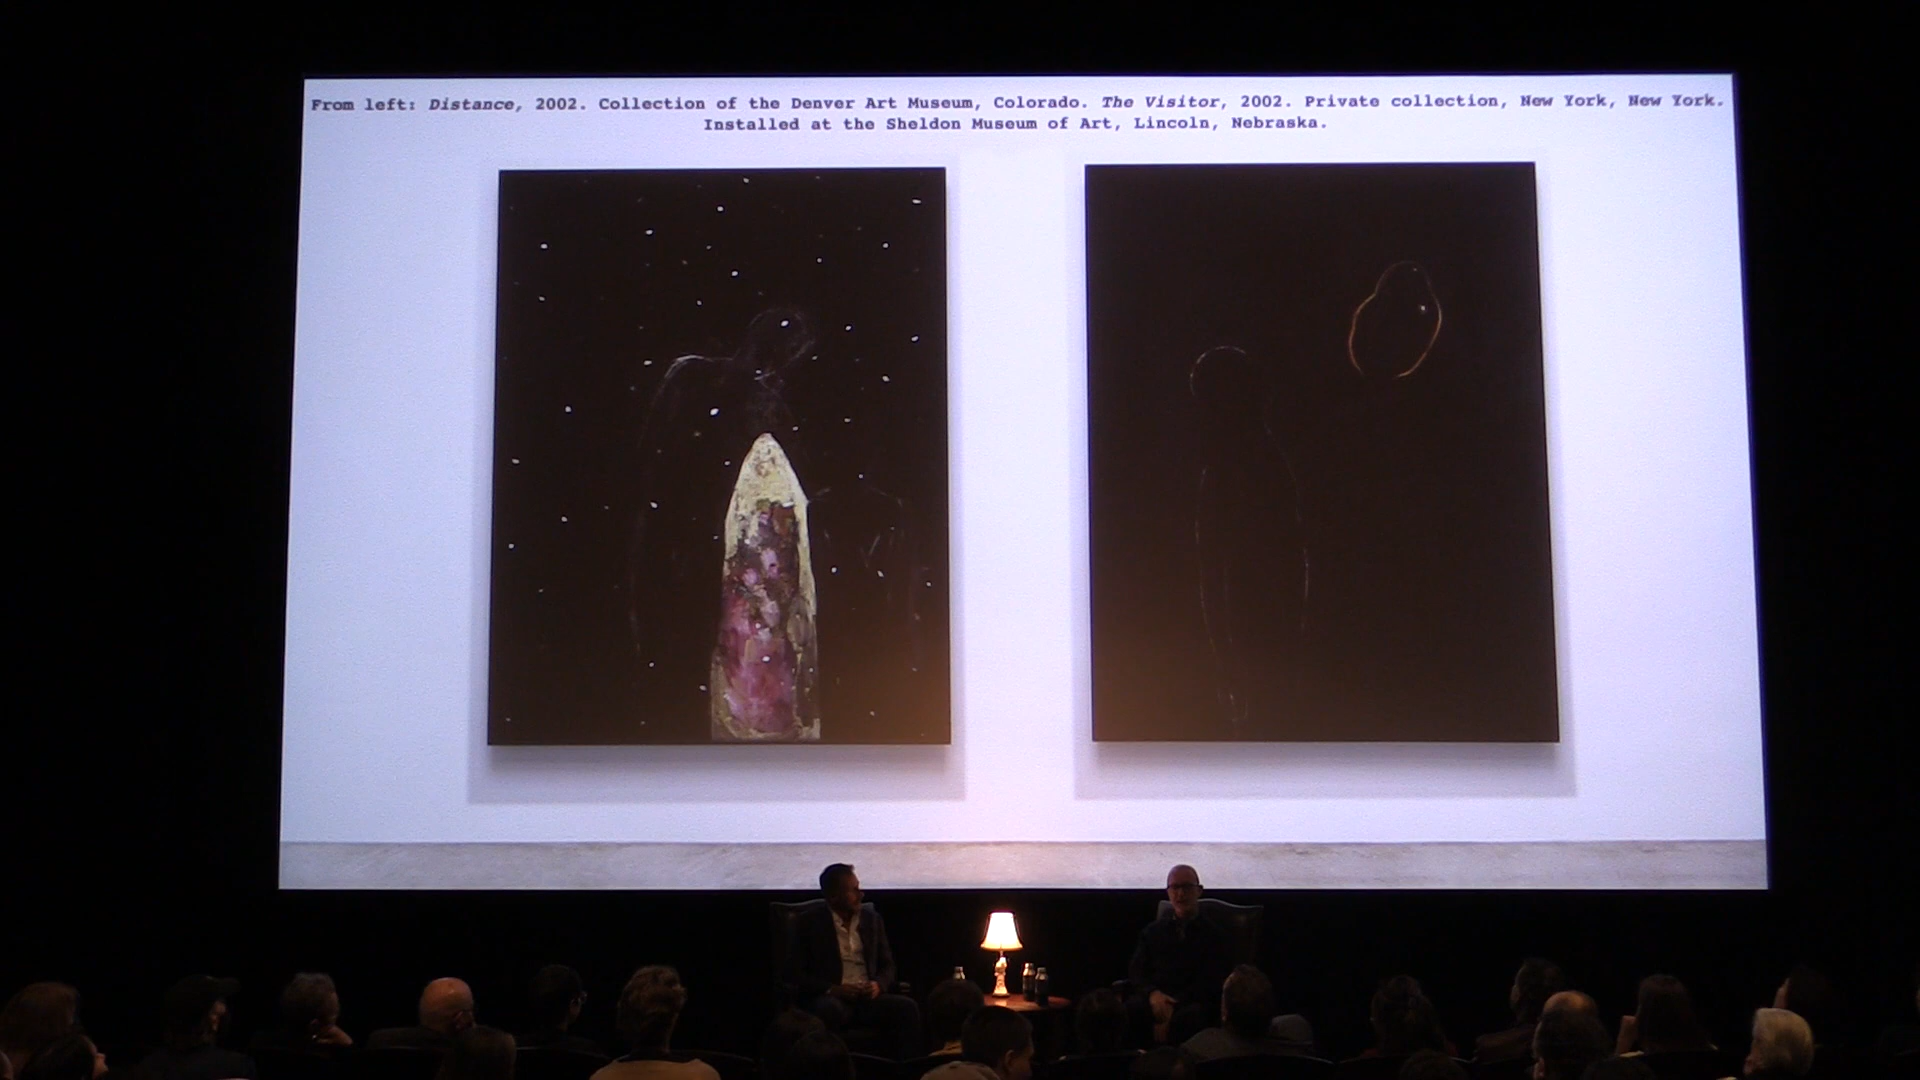 From left: Distance, 2002. Collection of the Denver Art Museum, Colorado. The Visitor, 2002. Private collection, New York, New York.
Installed at the Sheldon Museum of Art, Lincoln, Nebraska.